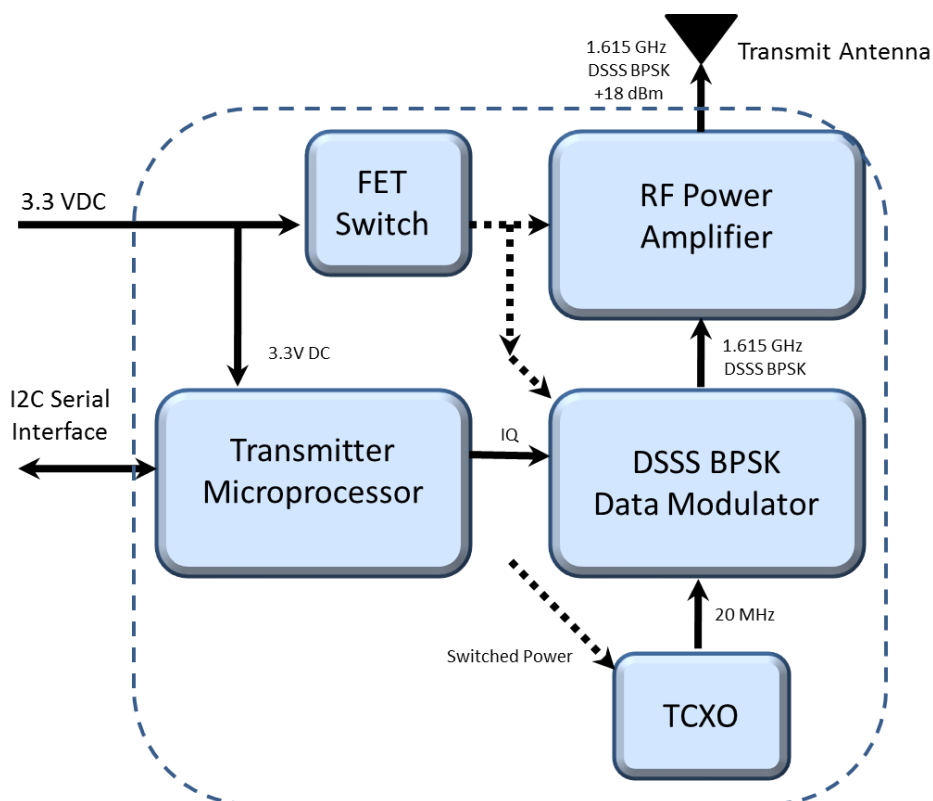 1.615 GHz
DSSS BPSK
+18 dBm
Transmit Antenna
3.3 VDC
FET
Switch
RF Power
Amplifier
3.3V DC
1.615 GHz
DSSS BPSK
I2C Serial
Interface
Transmitter
Microprocessor
IQ
DSSS BPSK
Data Modulator
20 MHz
Switched Power
TCXO